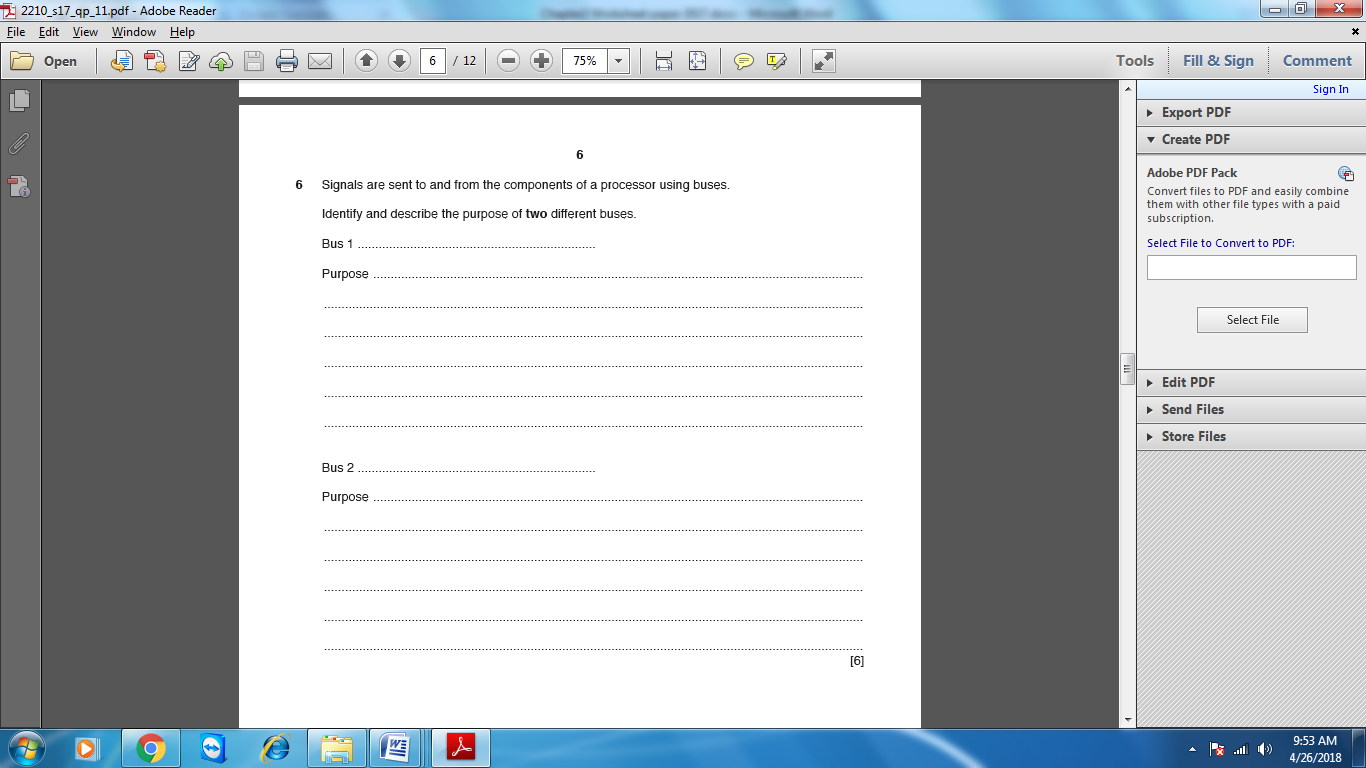 2210_s17_qp_11.pdf - Adobe Reader
File Edit View Window Help
Open 6 / 12 75% Tools Fill & Sign Comment
Sign In
Export PDF
Create PDF
Adobe PDF Pack
Convert files to PDF and easily combine
them with other file types with a paid
subscription.
Select File to Convert to PDF:
Select File
Edit PDF
Send Files
Store Files
6
6 Signals are sent to and from the components of a processor using buses.
Identify and describe the purpose of two different buses.
Bus 1 ....................................................................
Purpose ............................................................................................................................................
Bus 2 ....................................................................
Purpose ............................................................................................................................................
[6]
9:53 AM
4/26/2018